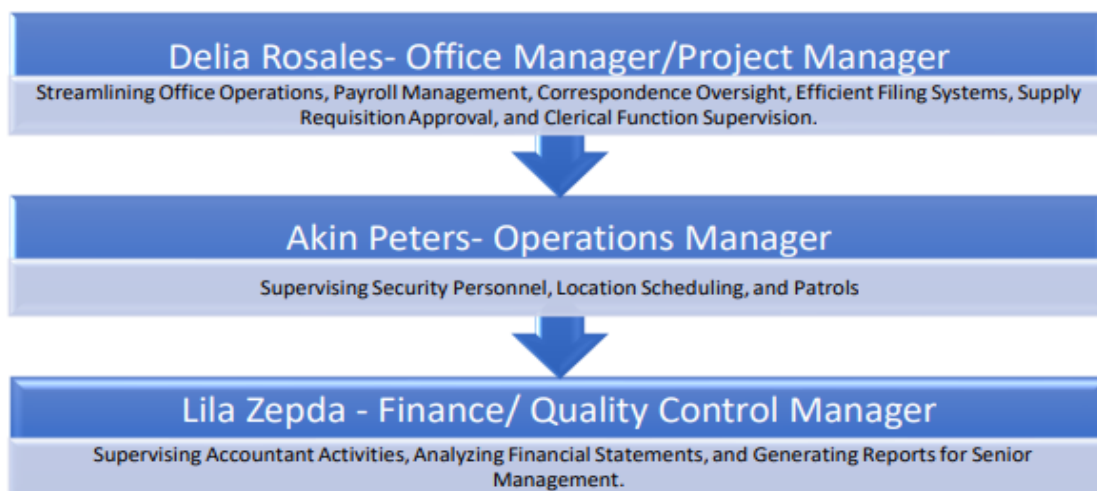 Delia Rosales- Office Manager/Project Manager
Streamlining Office Operations, Payroll Management, Correspondence Oversight, Efficient Filing Systems, Supply
Requisition Approval, and Clerical Function Supervision.
Akin Peters- Operations Manager
Supervising Security Personnel, Location Scheduling, and Patrols
Lila Zepda - Finance/ Quality Control Manager
Supervising Accountant Activities, Analyzing Financial Statements, and Generating Reports for Senior
Management.